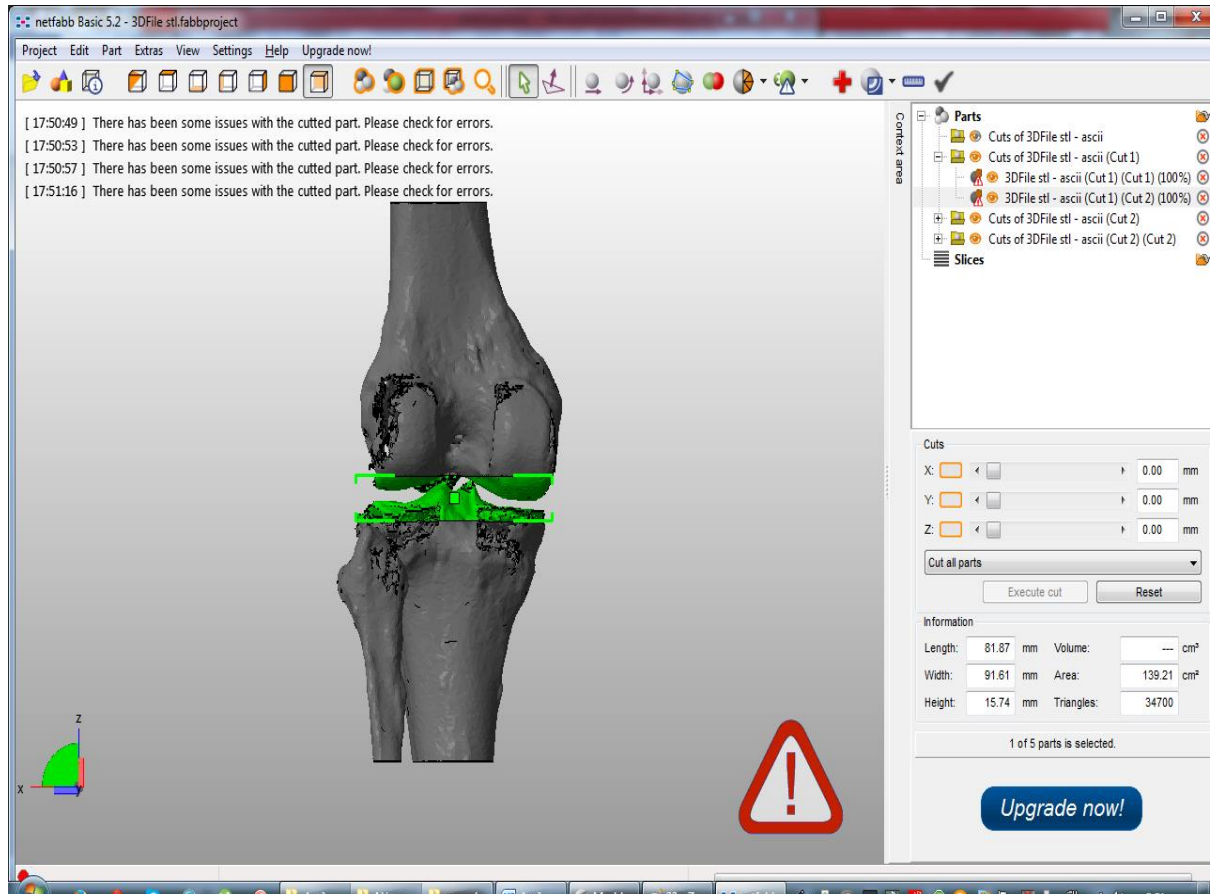 netfabb Basic 5.2 - 3DFile stl.fabbproject
Project Edit Part Extras View Settings Help Upgrade now!
[ 17:50:49 ] There has been some issues with the cutted part. Please check for errors.
[ 17:50:53 ] There has been some issues with the cutted part. Please check for errors.
[ 17:50:57 ] There has been some issues with the cutted part. Please check for errors.
[ 17:51:16 ] There has been some issues with the cutted part. Please check for errors.
z
x
y
Context area
Parts
Cuts of 3DFile stl - ascii
Cuts of 3DFile stl - ascii (Cut 1)
3DFile stl - ascii (Cut 1) (Cut 1) (100%)
3DFile stl - ascii (Cut 1) (Cut 2) (100%)
Cuts of 3DFile stl - ascii (Cut 2)
Cuts of 3DFile stl - ascii (Cut 2) (Cut 2)
Slices
Cuts
X: 0.00 mm
Y: 0.00 mm
Z: 0.00 mm
Cut all parts
Execute cut Reset
Information
Length: 81.87 mm Volume: --- cm³
Width: 91.61 mm Area: 139.21 cm²
Height: 15.74 mm Triangles: 34700
1 of 5 parts is selected.
Upgrade now!